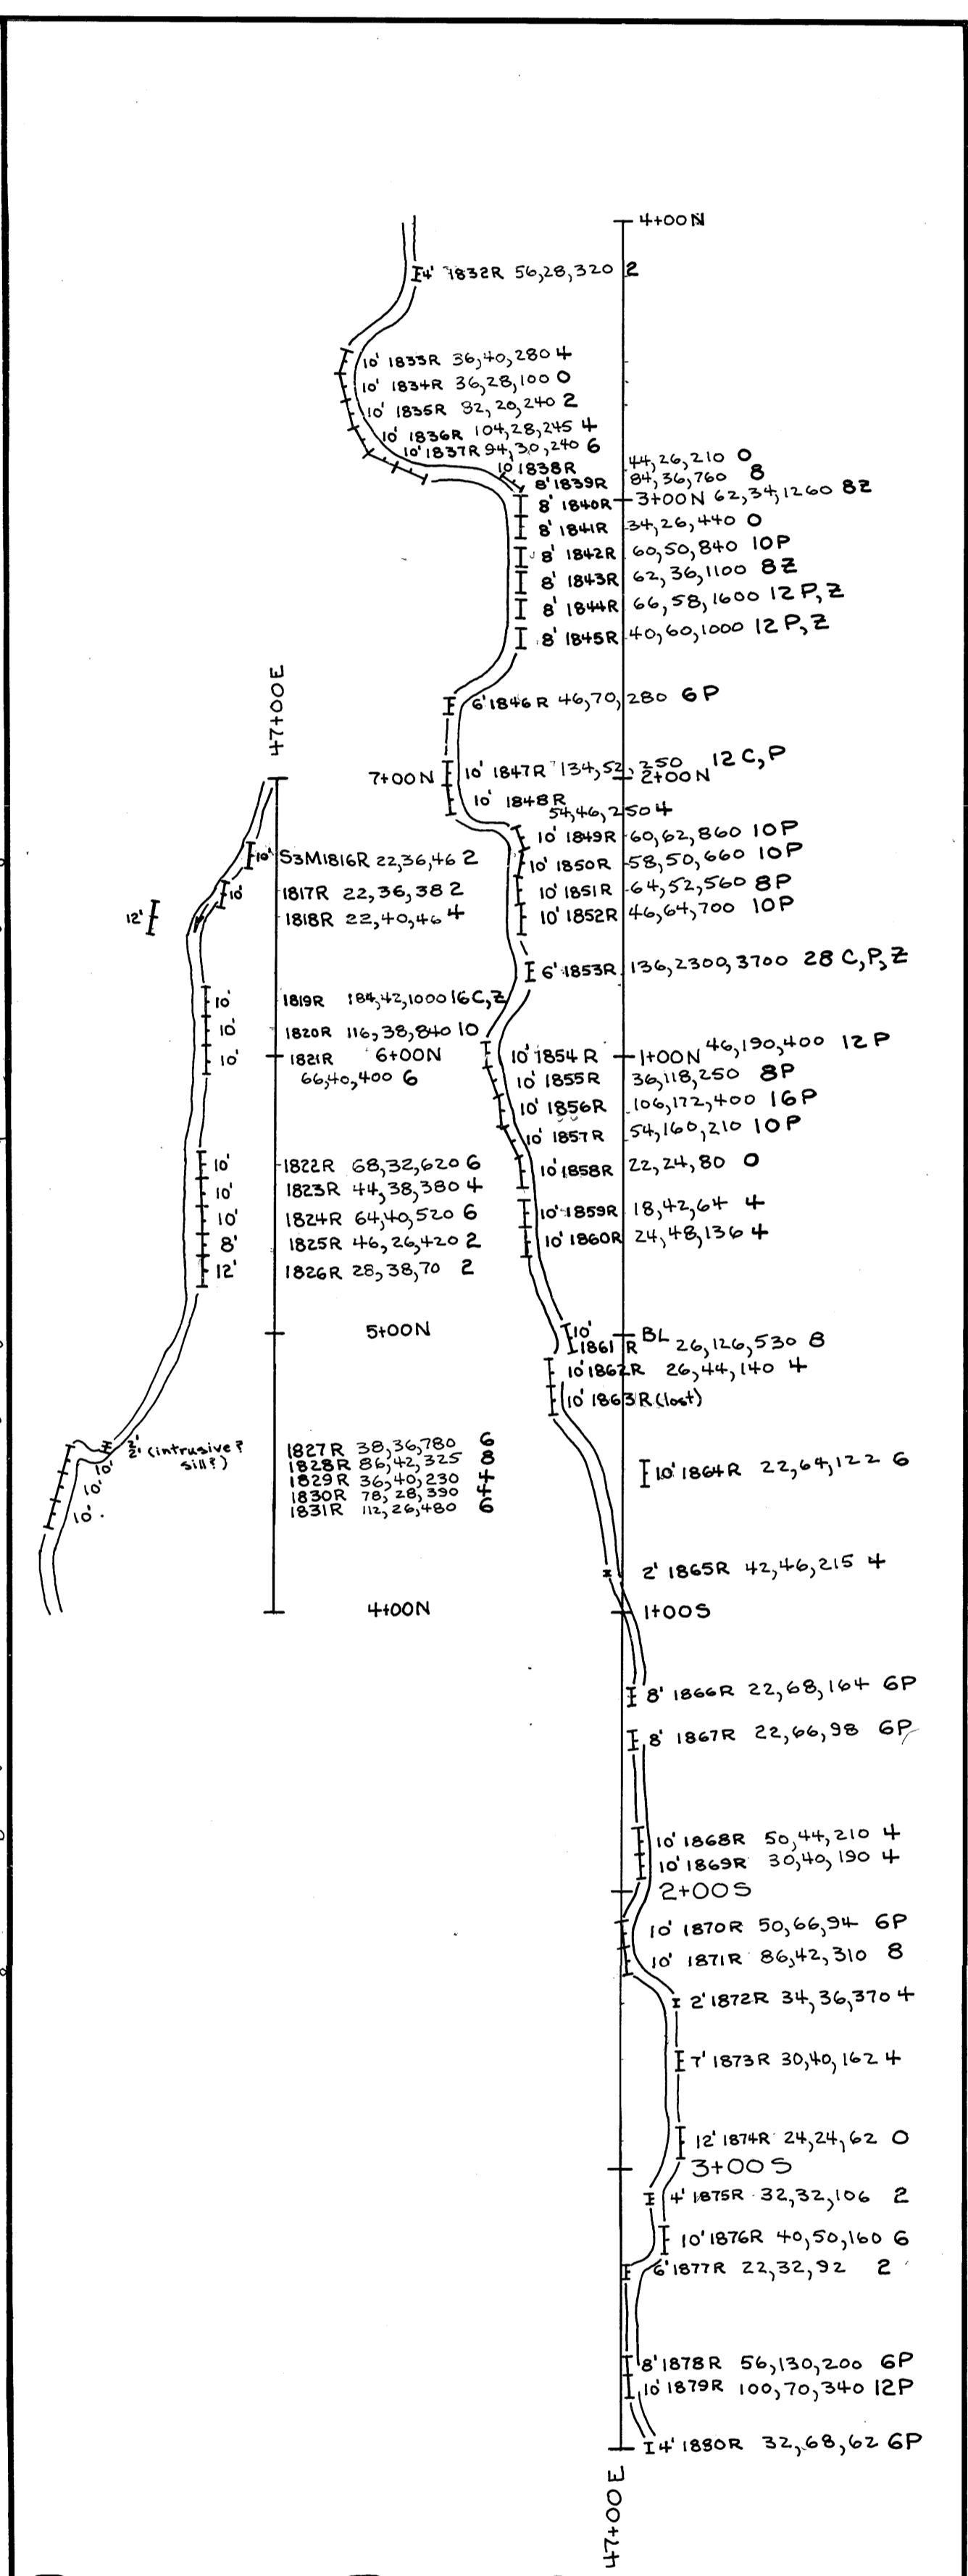 4+00N
4' 1832R 56,28,320 2
10' 1833R 36,40,280 4
10' 1834R 36,28,100 0
10' 1835R 82,20,240 2
10' 1836R 104,28,245 4
10' 1837R 94,30,240 6
10' 1838R 44,26,210 0
8' 1839R 84,36,760 8
8' 1840R 3+00N 62,34,1260 8Z
8' 1841R 34,26,440 0
8' 1842R 60,50,840 10P
8' 1843R 62,36,1100 8Z
8' 1844R 66,58,1600 12P,Z
8' 1845R 40,60,1000 12P,Z
6' 1846R 46,70,280 6P
10' 1847R 134,52,250 12C,P
2+00N
10' 1848R
54,46,250 4
10' 1849R 60,62,860 10P
10' 1850R 58,50,660 10P
10' 1851R 64,52,560 8P
10' 1852R 46,64,700 10P
6' 1853R 136,2300,3700 28 C,P,Z
10' 1854R 1+00N 46,190,400 12P
10' 1855R 36,118,250 8P
10' 1856R 106,172,400 16P
10' 1857R 54,160,210 10P
10' 1858R 22,24,80 0
10' 1859R 18,42,64 4
10' 1860R 24,48,136 4
10'
1861R BL 26,126,530 8
10' 1862R 26,44,140 4
10' 1863R (lost)
10' 1864R 22,64,122 6
2' 1865R 42,46,215 4
1+00S
8' 1866R 22,68,164 6P
8' 1867R 22,66,98 6P
10' 1868R 50,44,210 4
10' 1869R 30,40,190 4
2+00S
10' 1870R 50,66,94 6P
10' 1871R 86,42,310 8
2' 1872R 34,36,370 4
7' 1873R 30,40,162 4
12' 1874R 24,24,62 0
3+00S
4' 1875R 32,32,106 2
10' 1876R 40,50,160 6
6' 1877R 22,32,92 2
8' 1878R 56,130,200 6P
10' 1879R 100,70,340 12P
4' 1880R 32,68,62 6P
47+00E
47+00E
7+00N
10' S3M1816R 22,36,46 2
10' 1817R 22,36,38 2
12' 1818R 22,40,46 4
10' 1819R 184,42,1000 16C,Z
10' 1820R 116,38,840 10
10' 1821R 6+00N
66,40,400 6
10' 1822R 68,32,620 6
10' 1823R 44,38,380 4
10' 1824R 64,40,520 6
8' 1825R 46,26,420 2
12' 1826R 28,38,70 2
5+00N
2' (intrusive?
sill?)
10'
10'
10'
1827R 38,36,780 6
1828R 86,42,325 8
1829R 36,40,230 4
1830R 78,28,390 4
1831R 112,26,480 6
4+00N